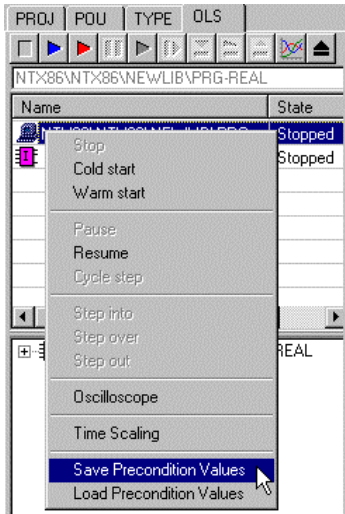 PROJ POU TYPE OLS
NTX86\NTX86\NEWLIB\PRG-REAL
Name State
Stopped
Stopped
Stop
Cold start
Warm start
Pause
Resume
Cycle step
Step into
Step over
Step out
REAL
Oscilloscope
Time Scaling
Save Precondition Values
Load Precondition Values